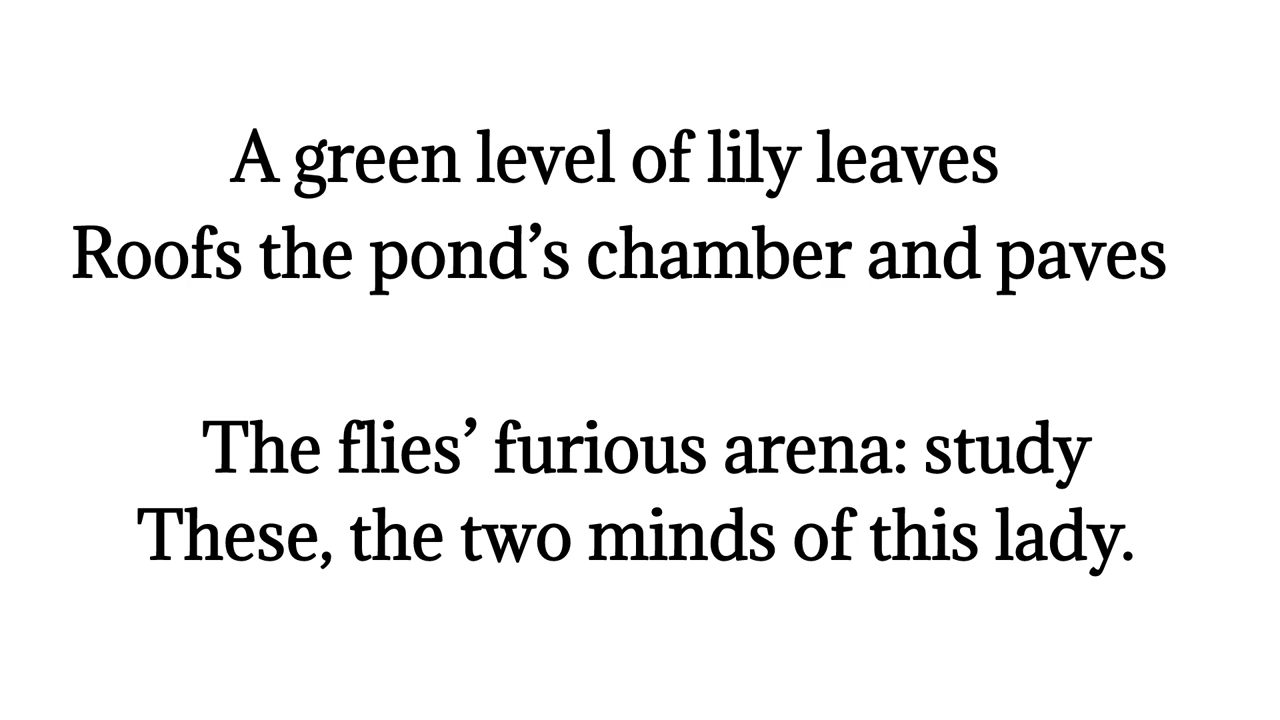 A green level of lily leaves
Roofs the pond’s chamber and paves
The flies’ furious arena: study
These, the two minds of this lady.